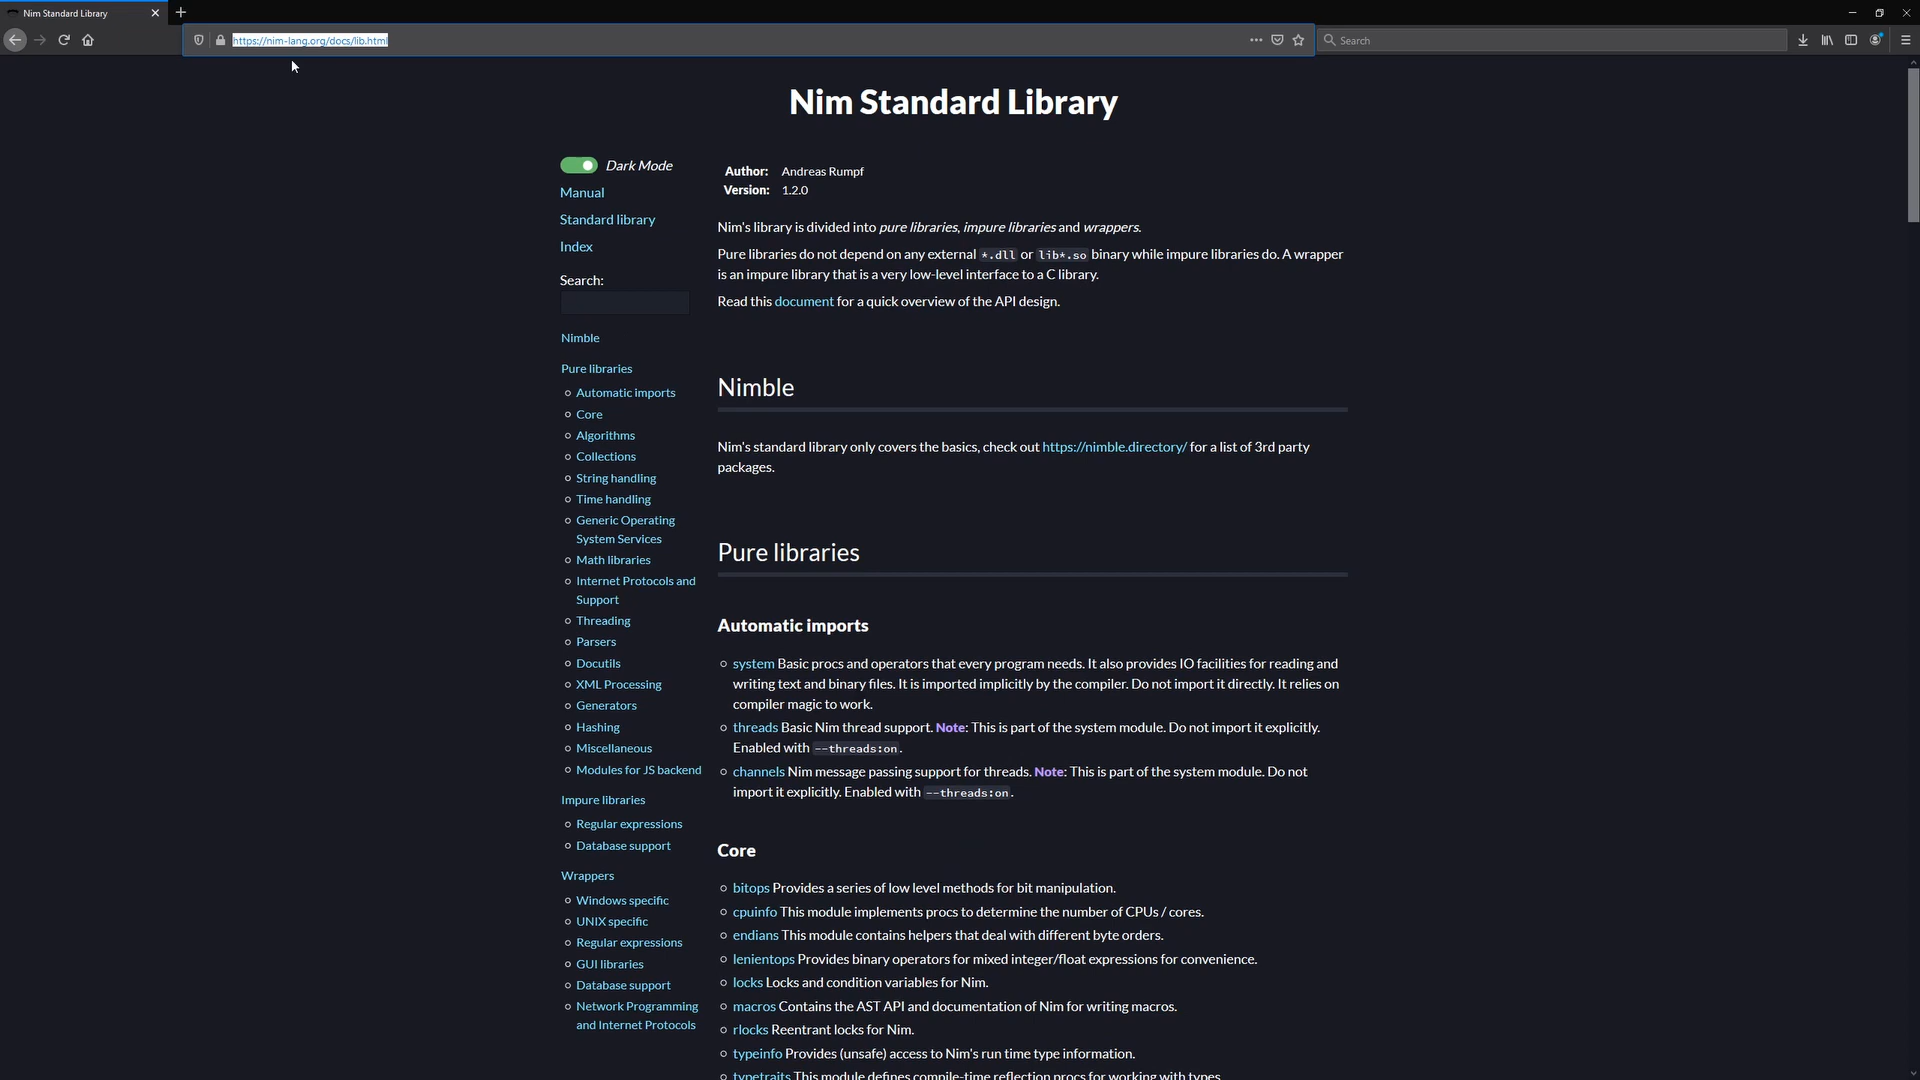 Nim Standard Library
https://nim-lang.org/docs/lib.html
Search
Nim Standard Library
Dark Mode
Manual
Standard library
Index
Search:
Nimble
Pure libraries
Automatic imports
Core
Algorithms
Collections
String handling
Time handling
Generic Operating
System Services
Math libraries
Internet Protocols and
Support
Threading
Parsers
Docutils
XML Processing
Generators
Hashing
Miscellaneous
Modules for JS backend
Impure libraries
Regular expressions
Database support
Wrappers
Windows specific
UNIX specific
Regular expressions
GUI libraries
Database support
Network Programming
and Internet Protocols
Author: Andreas Rumpf
Version: 1.2.0
Nim's library is divided into pure libraries, impure libraries and wrappers.
Pure libraries do not depend on any external *.dll or lib*.so binary while impure libraries do. A wrapper
is an impure library that is a very low-level interface to a C library.
Read this document for a quick overview of the API design.
Nimble
Nim's standard library only covers the basics, check out https://nimble.directory/ for a list of 3rd party
packages.
Pure libraries
Automatic imports
system Basic procs and operators that every program needs. It also provides IO facilities for reading and
writing text and binary files. It is imported implicitly by the compiler. Do not import it directly. It relies on
compiler magic to work.
threads Basic Nim thread support. Note: This is part of the system module. Do not import it explicitly.
Enabled with --threads:on.
channels Nim message passing support for threads. Note: This is part of the system module. Do not
import it explicitly. Enabled with --threads:on.
Core
bitops Provides a series of low level methods for bit manipulation.
cpuinfo This module implements procs to determine the number of CPUs / cores.
endians This module contains helpers that deal with different byte orders.
lenientops Provides binary operators for mixed integer/float expressions for convenience.
locks Locks and condition variables for Nim.
macros Contains the AST API and documentation of Nim for writing macros.
rlocks Reentrant locks for Nim.
typeinfo Provides (unsafe) access to Nim's run time type information.
typetraits This module defines compile-time reflection procs for working with types.